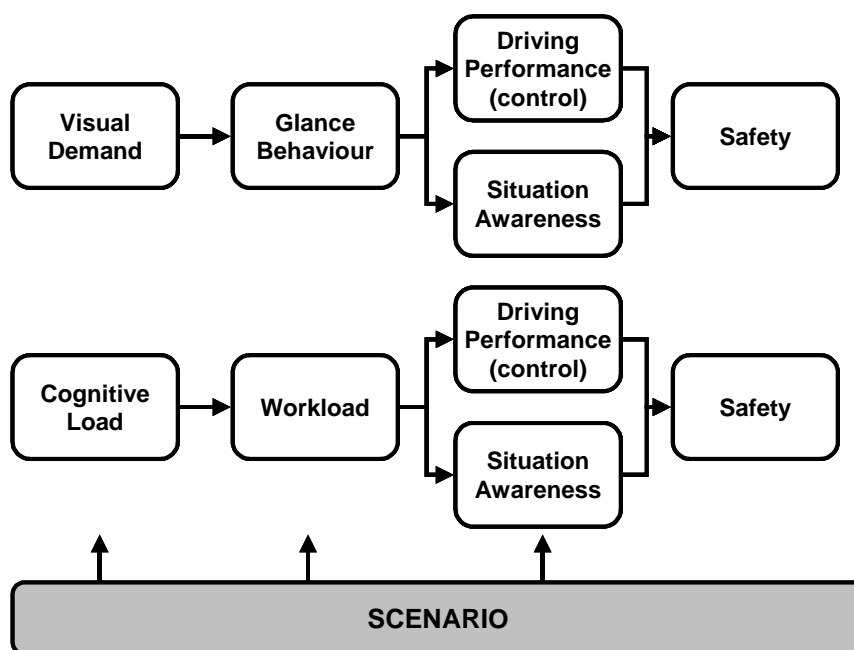 Visual
Demand
Glance
Behaviour
Driving
Performance
(control)
Situation
Awareness
Safety
Cognitive
Load
Workload
Driving
Performance
(control)
Situation
Awareness
Safety
SCENARIO